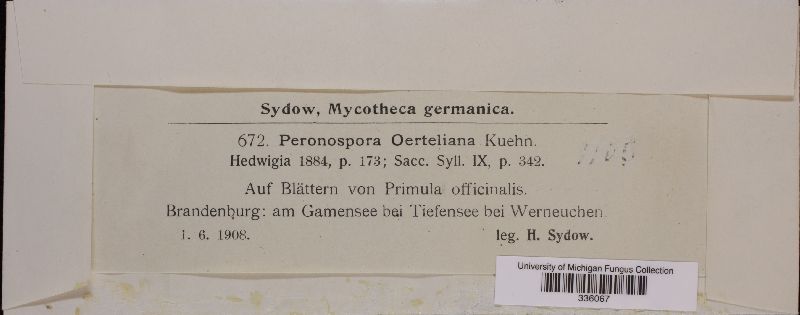 Sydow, Mycotheca germanica.
672. Peronospora Oerteliana Kuehn.
Hedwigia 1884, p. 173; Sacc. Syll. IX, p. 342.
Auf Blättern von Primula officinalis.
Brandenburg: am Gamensee bei Tiefensee bei Werneuchen.
1. 6. 1908. leg. H. Sydow.
University of Michigan Fungus Collection
336067